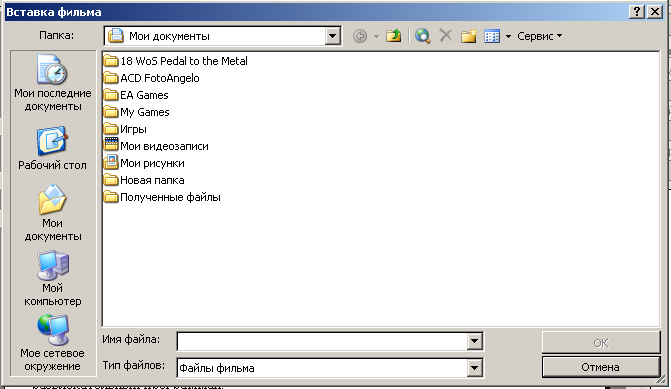 Вставка фильма
Папка:
Мои документы
Сервис
Мои последние
документы
Рабочий стол
Мои
документы
Мой
компьютер
Мое сетевое
окружение
18 WoS Pedal to the Metal
ACD FotoAngelo
EA Games
My Games
Игры
Мои видеозаписи
Мои рисунки
Новая папка
Полученные файлы
Имя файла:
OK
Тип файлов:
Файлы фильма
Отмена